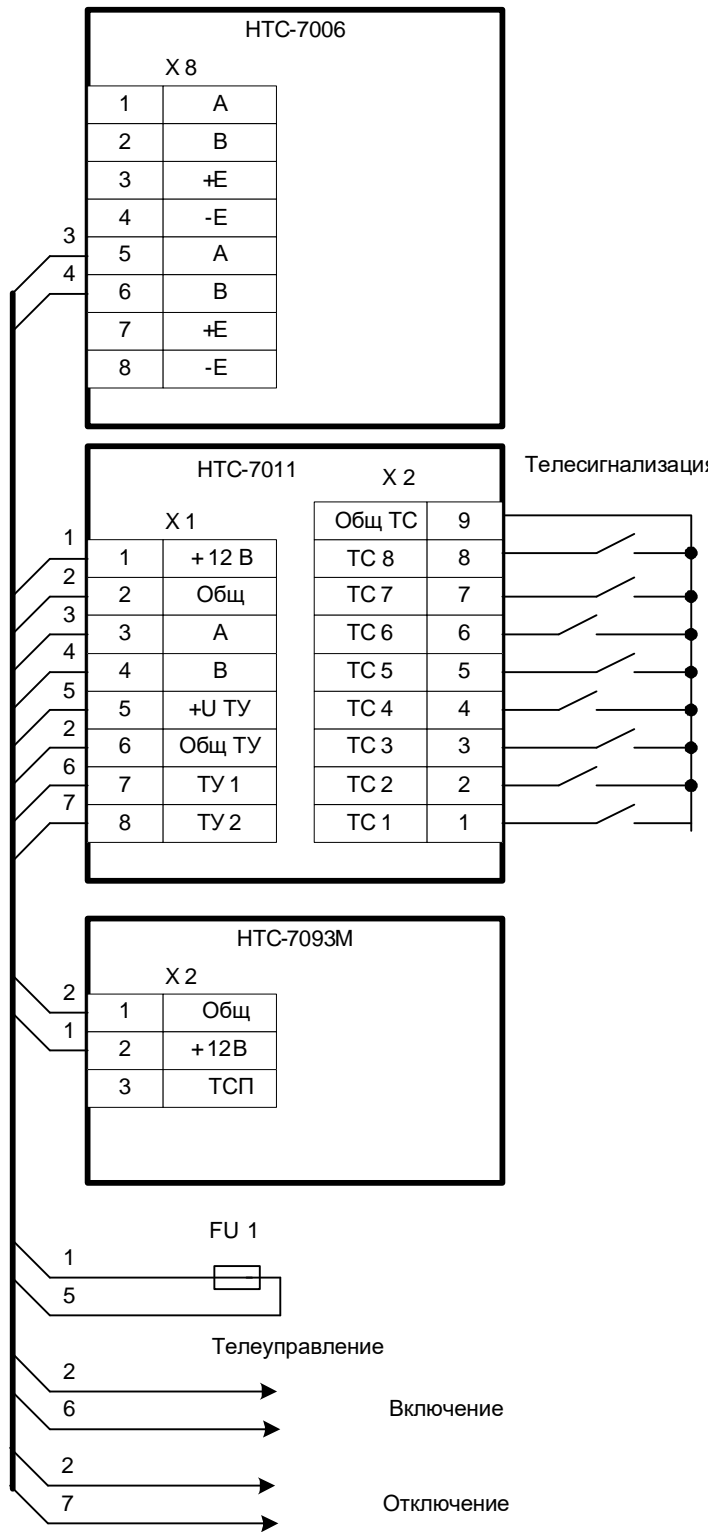 НТС-7006
X 8
1 A
2 B
3 +E
4 -E
3
5 A
4
6 B
7 +E
8 -E
НТС-7011
X 2
Телесигнализация
X 1
Общ ТС 9
1
1 +12 В
ТС 8 8
2
2 Общ
ТС 7 7
3
3 A
ТС 6 6
4
4 B
ТС 5 5
5
5 +U ТУ
ТС 4 4
2
6 Общ ТУ
ТС 3 3
6
7 ТУ 1
ТС 2 2
7
8 ТУ 2
ТС 1 1
НТС-7093М
X 2
2
1 Общ
1
2 +12В
3 ТСП
FU 1
1
5
Телеуправление
2
6
Включение
2
7
Отключение